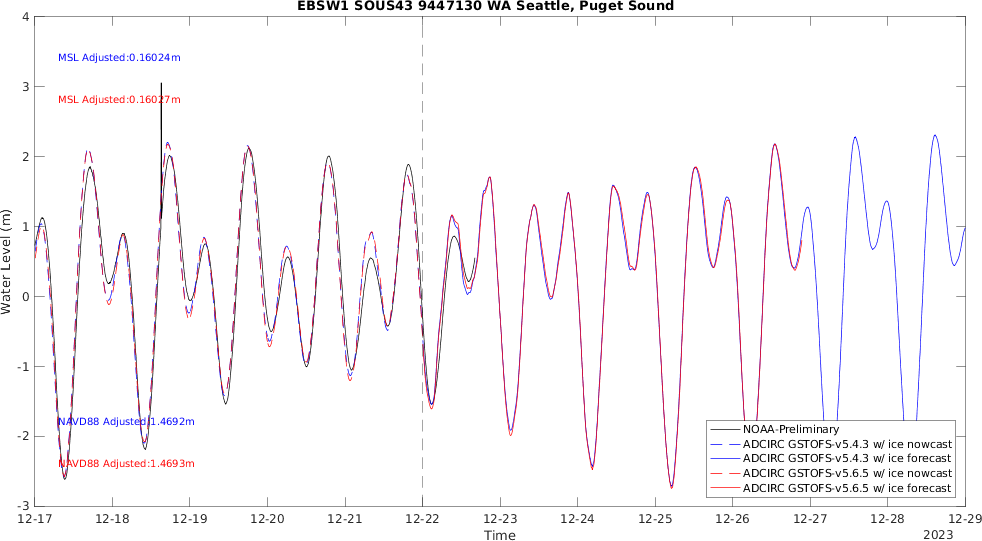 EBSW1 SOUS43 9447130 WA Seattle, Puget Sound
4
3
2
1
0
-1
-2
-3
Water Level (m)
MSL Adjusted:0.16024m
MSL Adjusted:0.16027m
NAVD88 Adjusted:1.4692m
NAVD88 Adjusted:1.4693m
NOAA-Preliminary
ADCIRC GSTOFS-v5.4.3 w/ ice nowcast
ADCIRC GSTOFS-v5.4.3 w/ ice forecast
ADCIRC GSTOFS-v5.6.5 w/ ice nowcast
ADCIRC GSTOFS-v5.6.5 w/ ice forecast
12-17 12-18 12-19 12-20 12-21 12-22 12-23 12-24 12-25 12-26 12-27 12-28 12-29
Time
2023